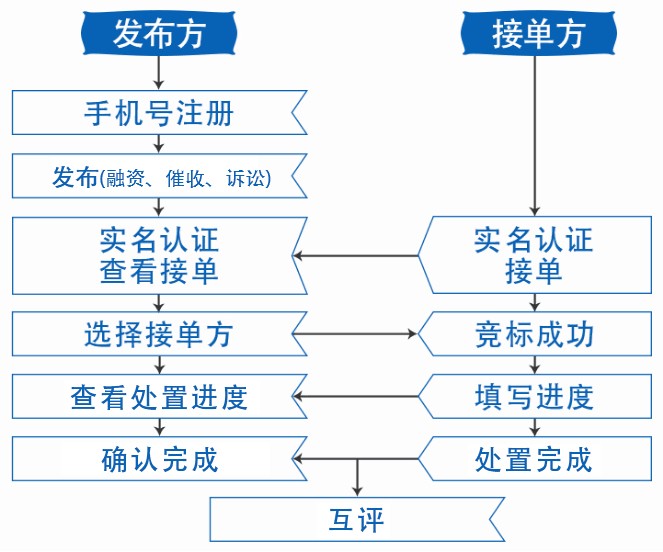 发布方
接单方
手机号注册
发布(融资、催收、诉讼)
实名认证
查看接单
实名认证
接单
选择接单方
竞标成功
查看处置进度
填写进度
确认完成
处置完成
互评